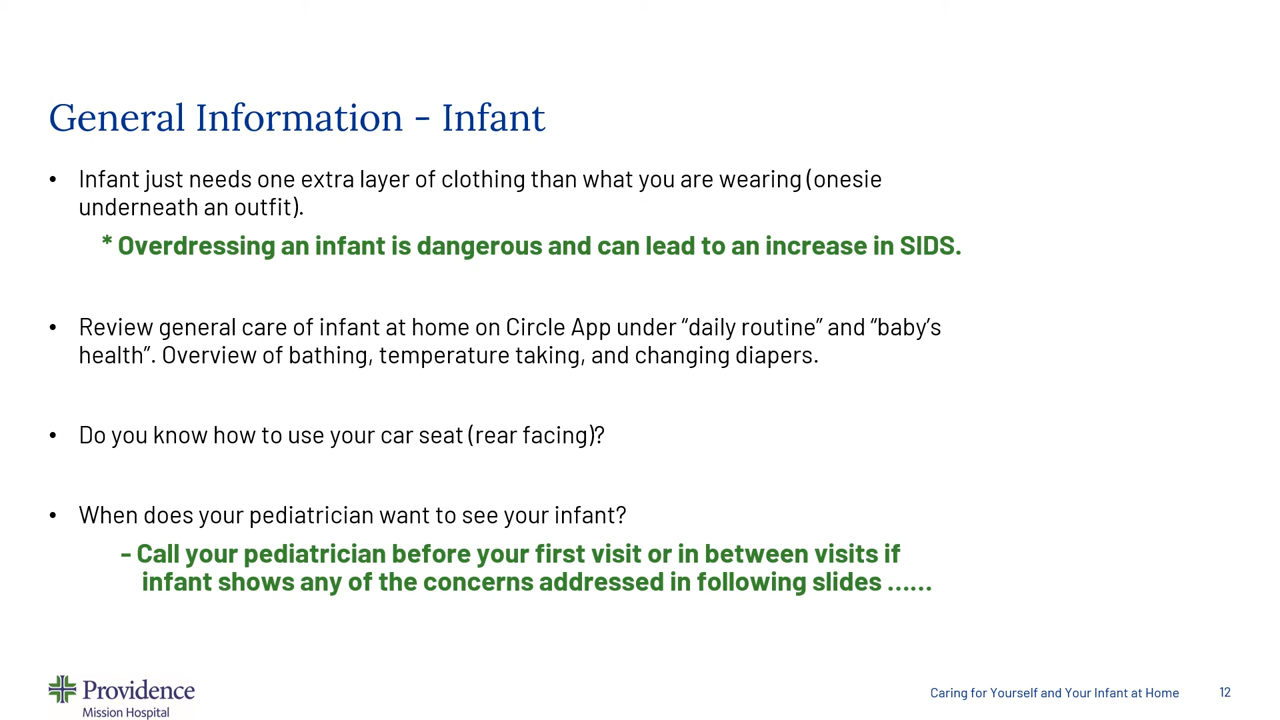 General Information - Infant
• Infant just needs one extra layer of clothing than what you are wearing (onesie
underneath an outfit).
* Overdressing an infant is dangerous and can lead to an increase in SIDS.
• Review general care of infant at home on Circle App under “daily routine” and “baby’s
health”. Overview of bathing, temperature taking, and changing diapers.
• Do you know how to use your car seat (rear facing)?
• When does your pediatrician want to see your infant?
- Call your pediatrician before your first visit or in between visits if
infant shows any of the concerns addressed in following slides ......
Providence
Mission Hospital
Caring for Yourself and Your Infant at Home 12